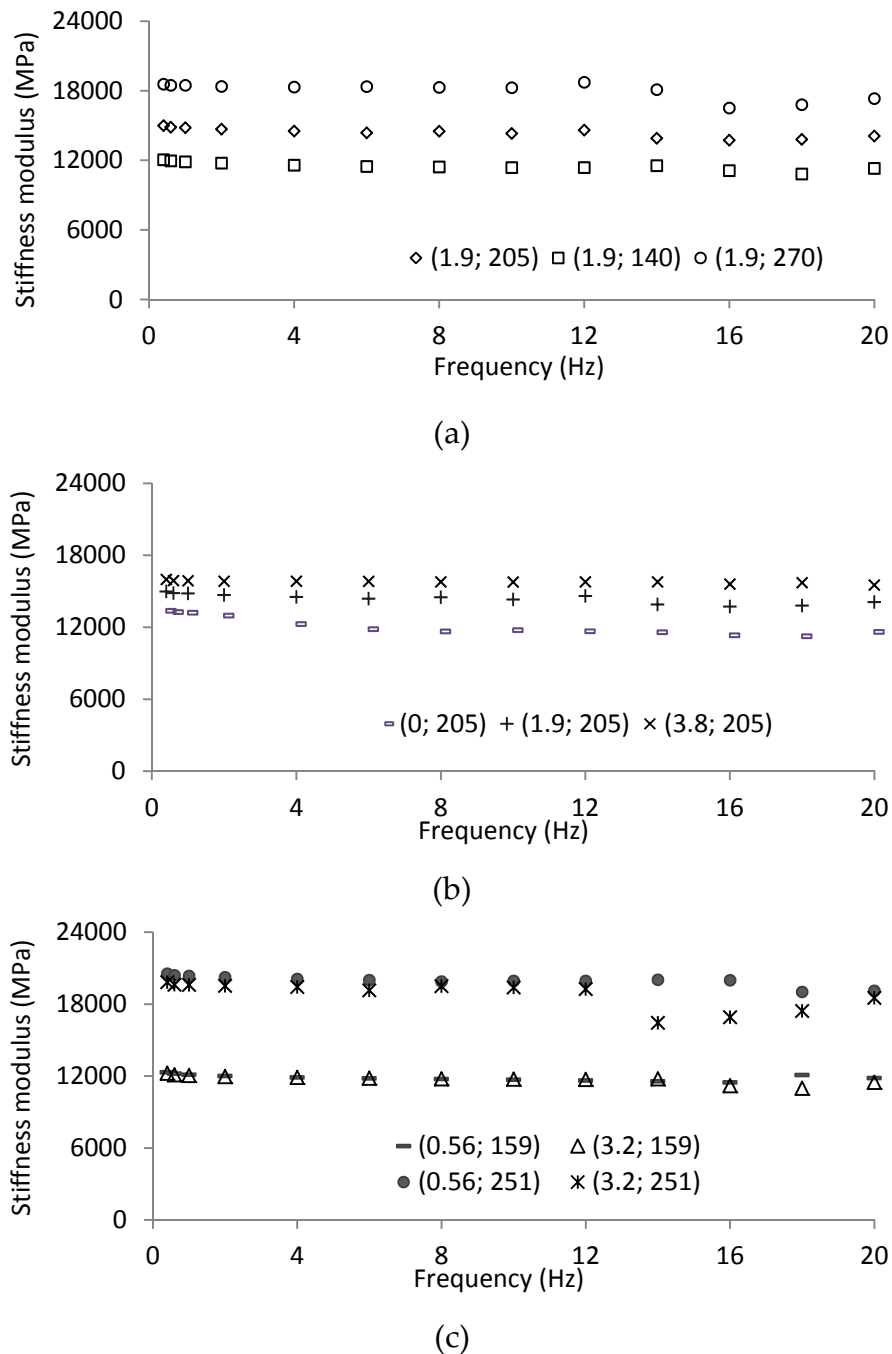 24000
18000
12000
6000
0
Stiffness modulus (MPa)
(1.9; 205) (1.9; 140) (1.9; 270)
0 4 8 12 16 20
Frequency (Hz)
(a)
24000
18000
12000
6000
0
Stiffness modulus (MPa)
(0; 205) (1.9; 205) (3.8; 205)
0 4 8 12 16 20
Frequency (Hz)
(b)
24000
18000
12000
6000
0
Stiffness modulus (MPa)
(0.56; 159) (3.2; 159)
(0.56; 251) (3.2; 251)
0 4 8 12 16 20
Frequency (Hz)
(c)